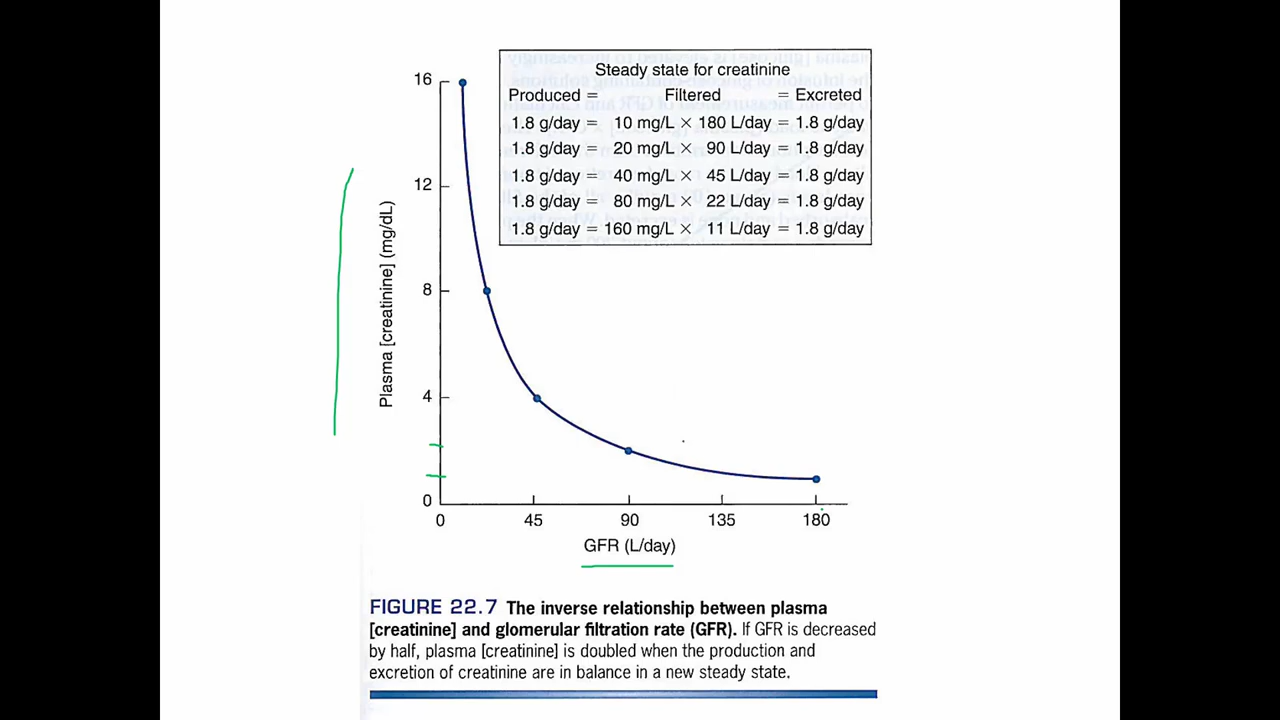 Steady state for creatinine
Produced = Filtered = Excreted
1.8 g/day = 10 mg/L × 180 L/day = 1.8 g/day
1.8 g/day = 20 mg/L × 90 L/day = 1.8 g/day
1.8 g/day = 40 mg/L × 45 L/day = 1.8 g/day
1.8 g/day = 80 mg/L × 22 L/day = 1.8 g/day
1.8 g/day = 160 mg/L × 11 L/day = 1.8 g/day
Plasma [creatinine] (mg/dL)
16
12
8
4
0
0 45 90 135 180
GFR (L/day)
FIGURE 22.7 The inverse relationship between plasma
[creatinine] and glomerular filtration rate (GFR). If GFR is decreased
by half, plasma [creatinine] is doubled when the production and
excretion of creatinine are in balance in a new steady state.